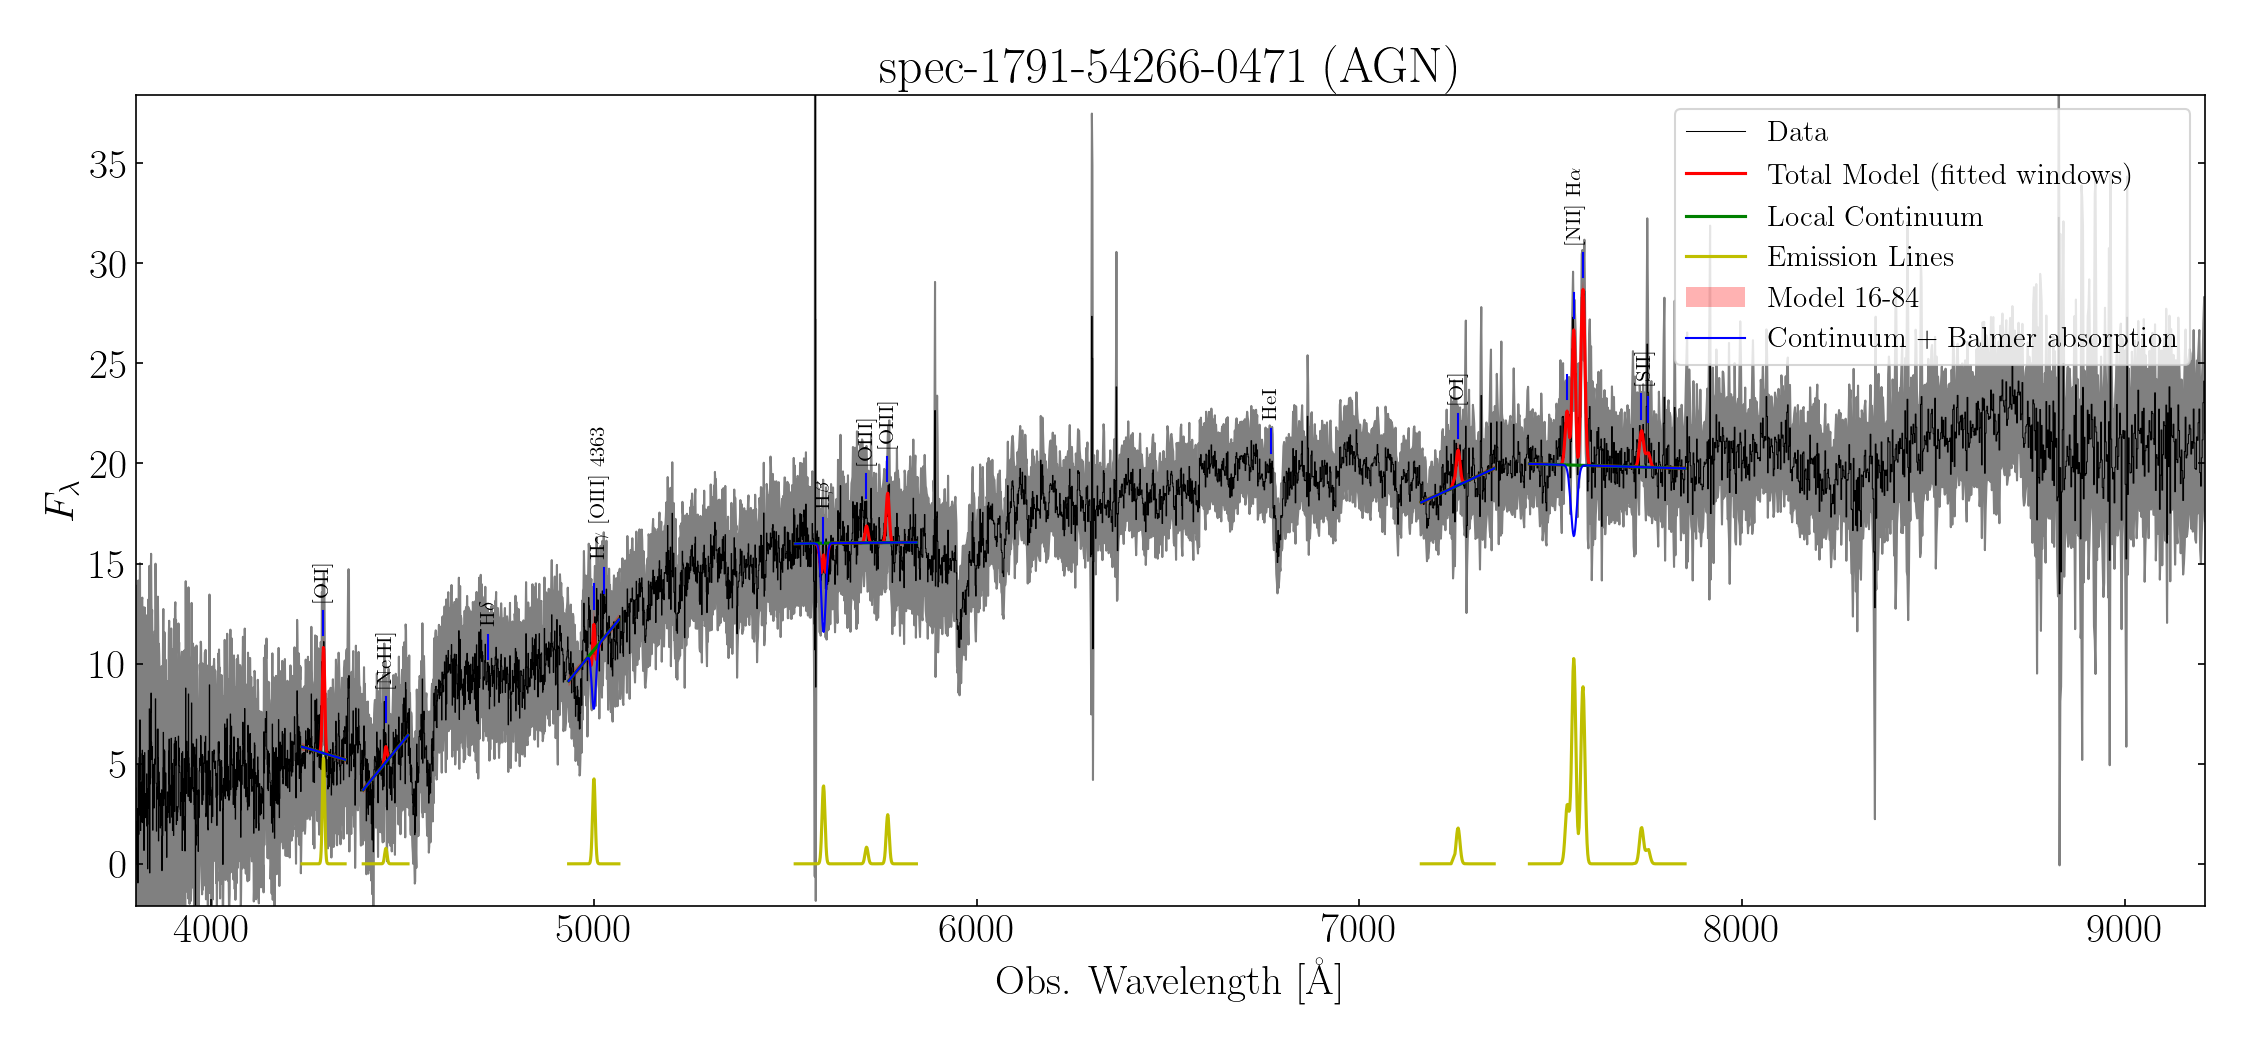 spec-1791-54266-0471 (AGN)
Data
Total Model (fitted windows)
Local Continuum
Emission Lines
Model 16-84
Continuum + Balmer absorption
[OII]
[NeIII]
Hδ
Hγ [OIII] 4363
Hβ
[OIII]
[OIII]
HeI
[OI]
[NII] Hα
[SII]
35
30
25
20
15
10
5
0
F_λ
4000
5000
6000
7000
8000
9000
Obs. Wavelength [Å]